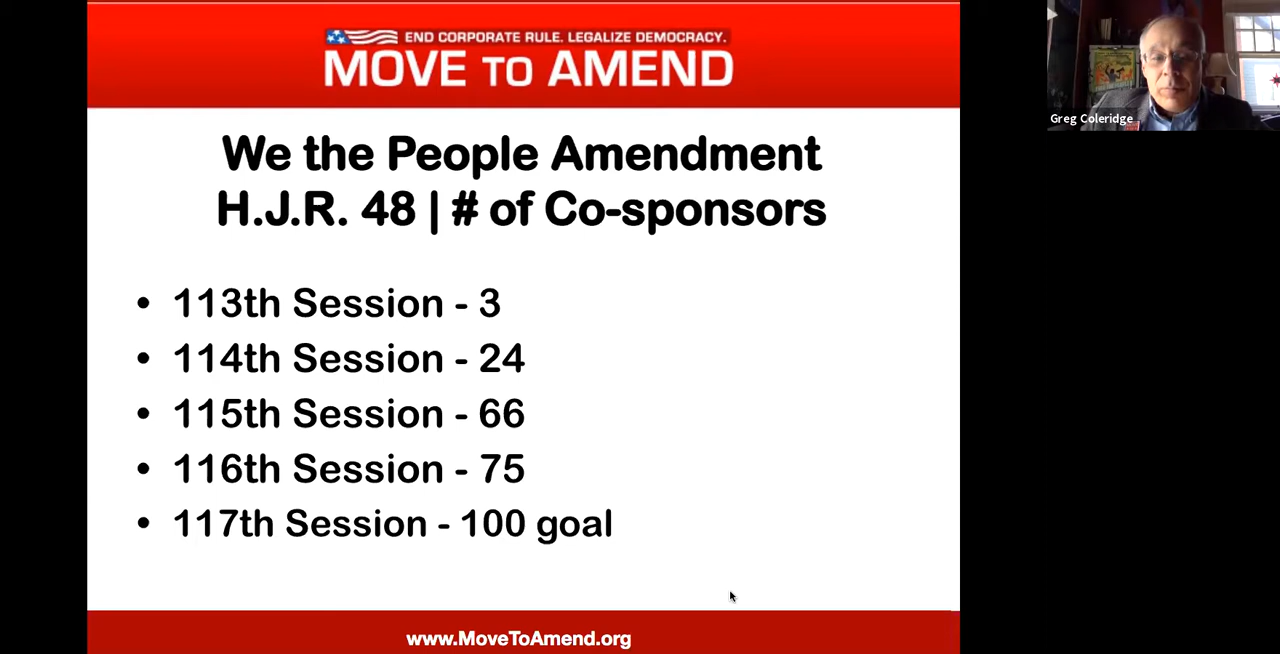 END CORPORATE RULE. LEGALIZE DEMOCRACY.
MOVE TO AMEND
We the People Amendment
H.J.R. 48 | # of Co-sponsors
• 113th Session - 3
• 114th Session - 24
• 115th Session - 66
• 116th Session - 75
• 117th Session - 100 goal
www.MoveToAmend.org
Greg Coleridge